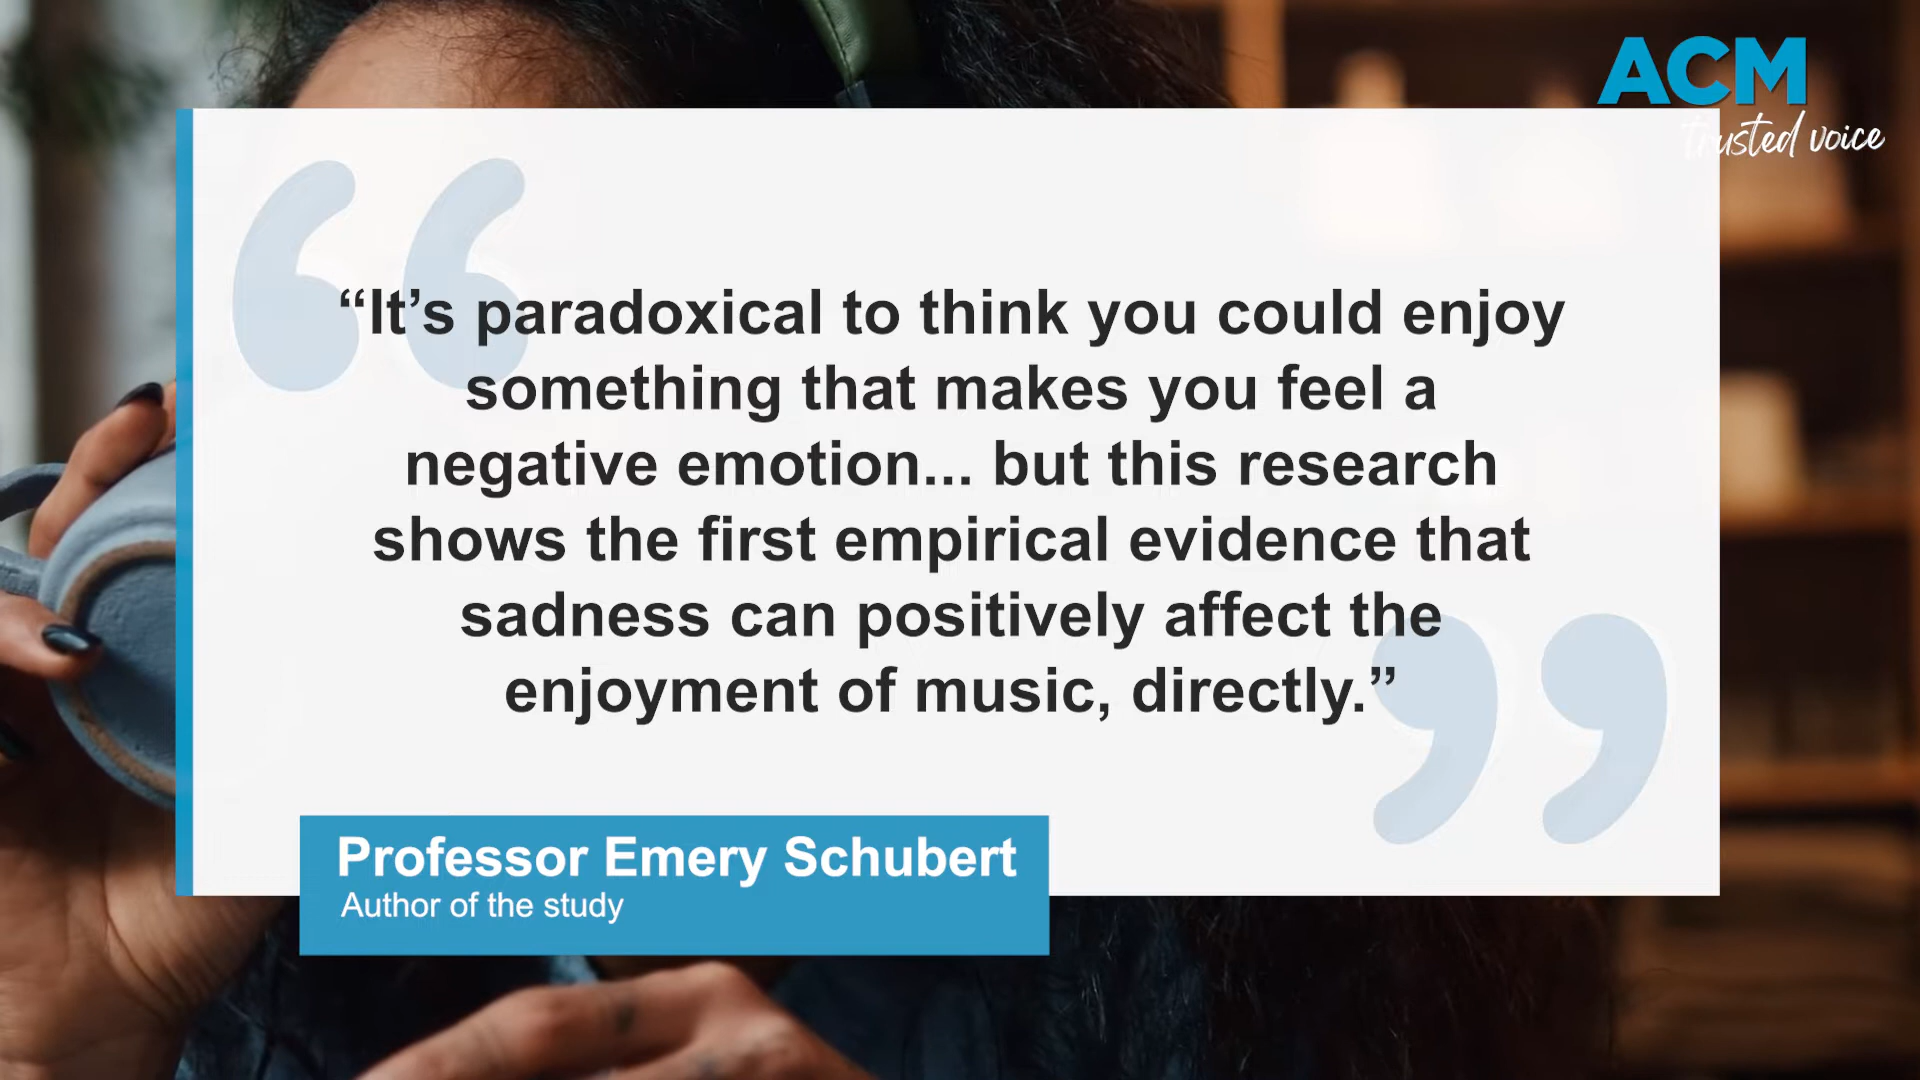 ACM
trusted voice
“It’s paradoxical to think you could enjoy
something that makes you feel a
negative emotion... but this research
shows the first empirical evidence that
sadness can positively affect the
enjoyment of music, directly.”
Professor Emery Schubert
Author of the study